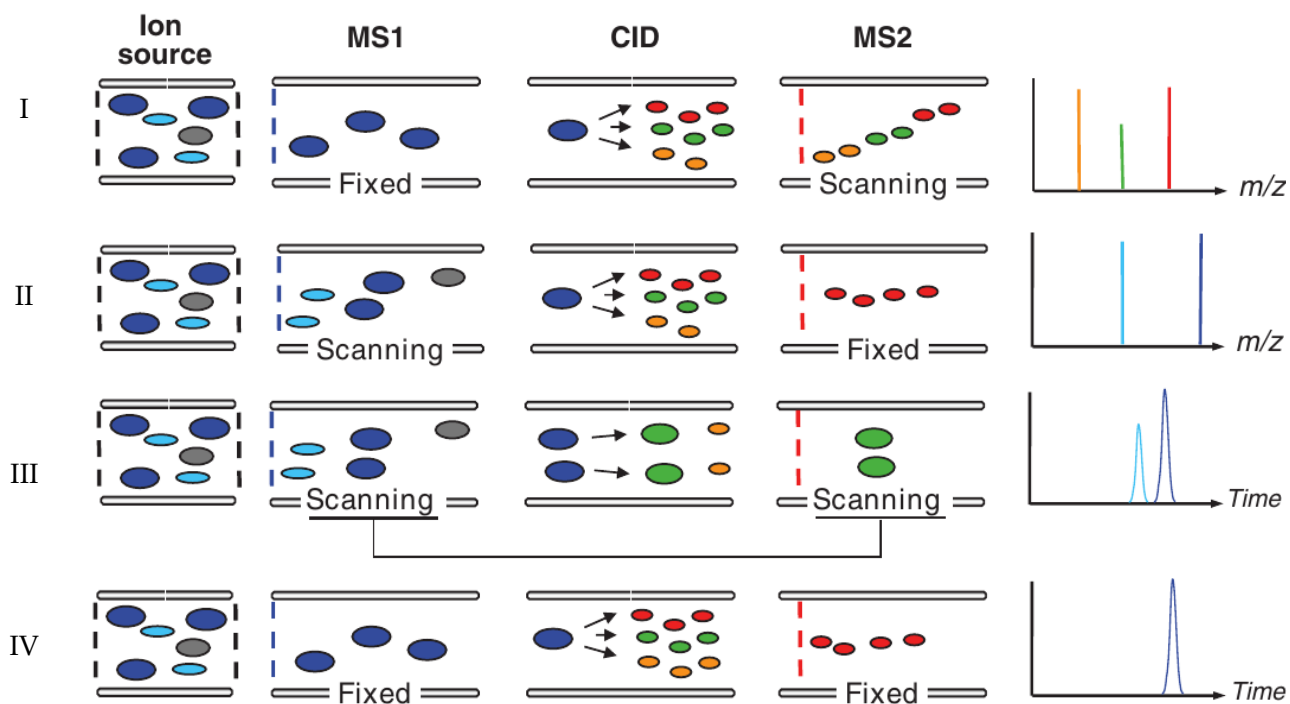 Ion
source
MS1
CID
MS2
I
Fixed
Scanning
m/z
II
Scanning
Fixed
m/z
III
Scanning
Scanning
Time
IV
Fixed
Fixed
Time